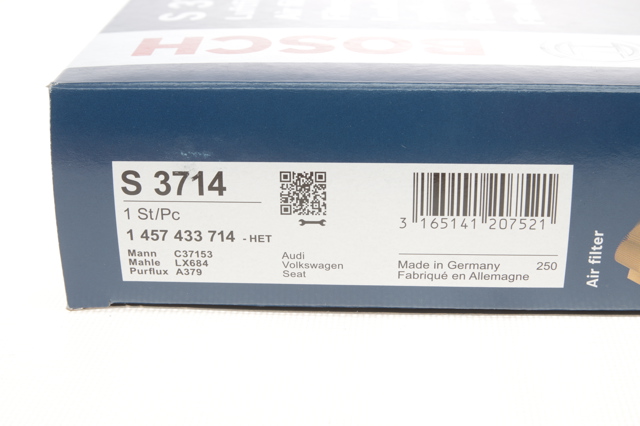 S 3
BOSCH
S 3714
1 St/Pc
1 457 433 714 - HET
Mann C37153
Mahle LX684
Purflux A379
Audi
Volkswagen
Seat
3 165141 207521
Made in Germany 250
Fabriqué en Allemagne
Air filter